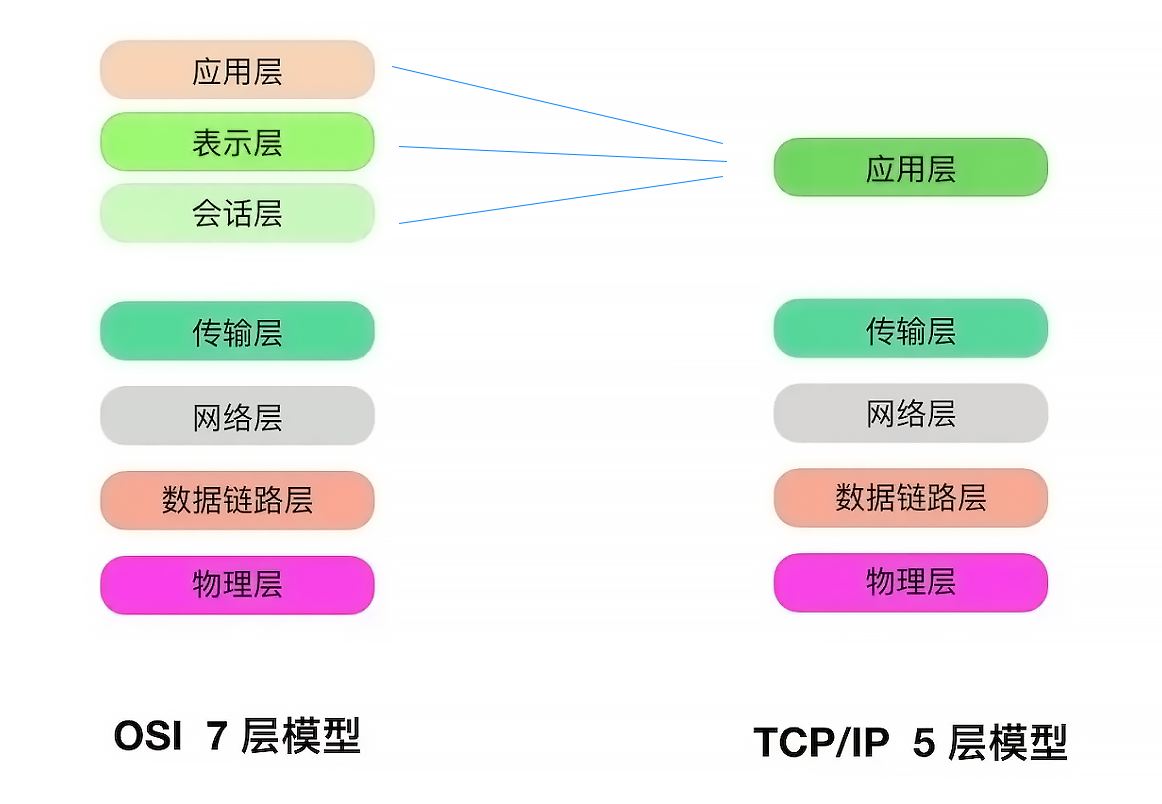 应用层
表示层
会话层
传输层
网络层
数据链路层
物理层
OSI 7 层模型
应用层
传输层
网络层
数据链路层
物理层
TCP/IP 5 层模型